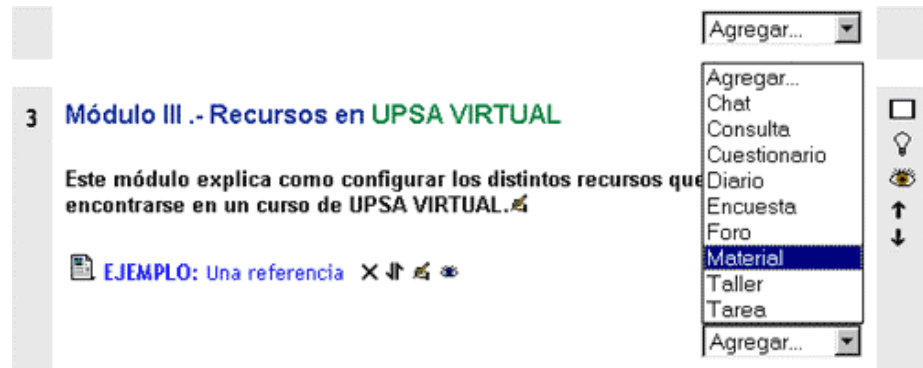 Agregar...
Agregar...
Chat
Consulta
Cuestionario
Diario
Encuesta
Foro
Material
Taller
Tarea
Agregar...
3 Módulo III .- Recursos en UPSA VIRTUAL
Este módulo explica como configurar los distintos recursos que
encontrarse en un curso de UPSA VIRTUAL.
EJEMPLO: Una referencia